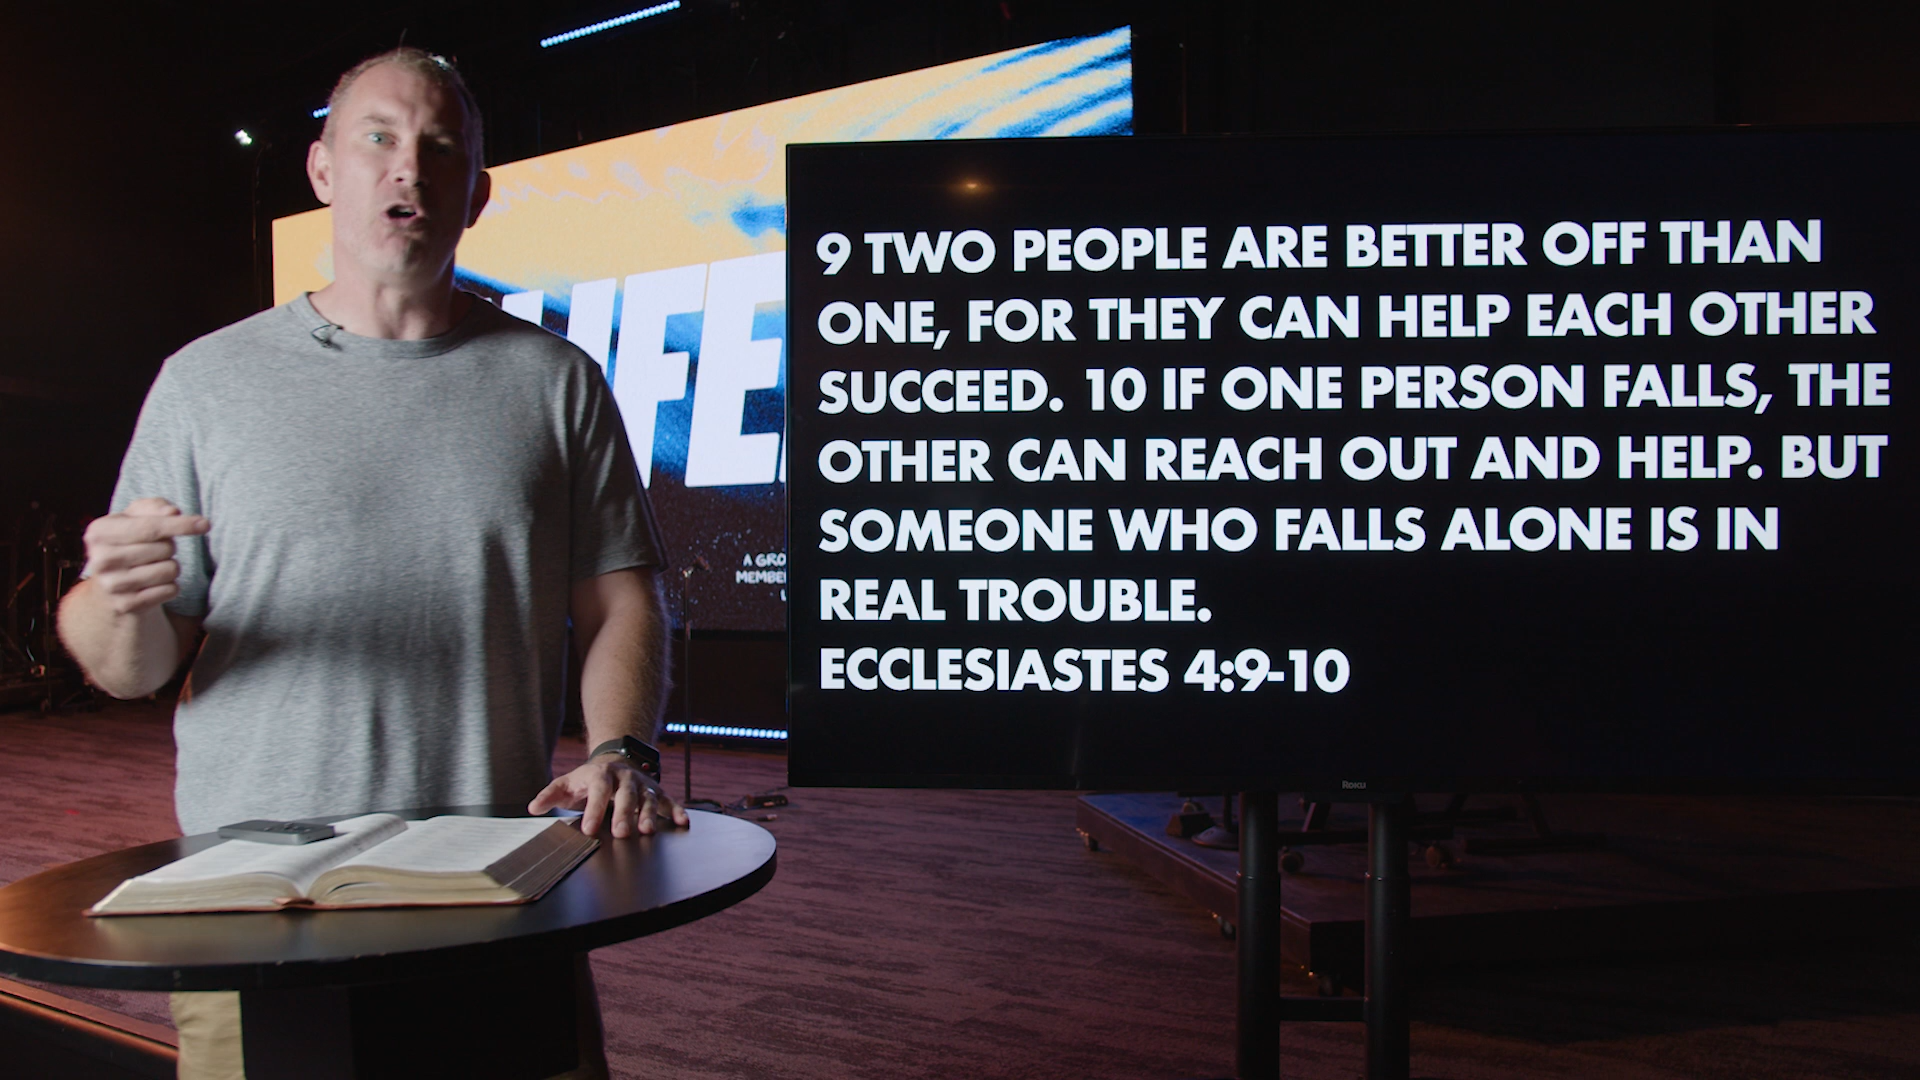 9 TWO PEOPLE ARE BETTER OFF THAN
ONE, FOR THEY CAN HELP EACH OTHER
SUCCEED. 10 IF ONE PERSON FALLS, THE
OTHER CAN REACH OUT AND HELP. BUT
SOMEONE WHO FALLS ALONE IS IN
REAL TROUBLE.
ECCLESIASTES 4:9-10
Roku
A